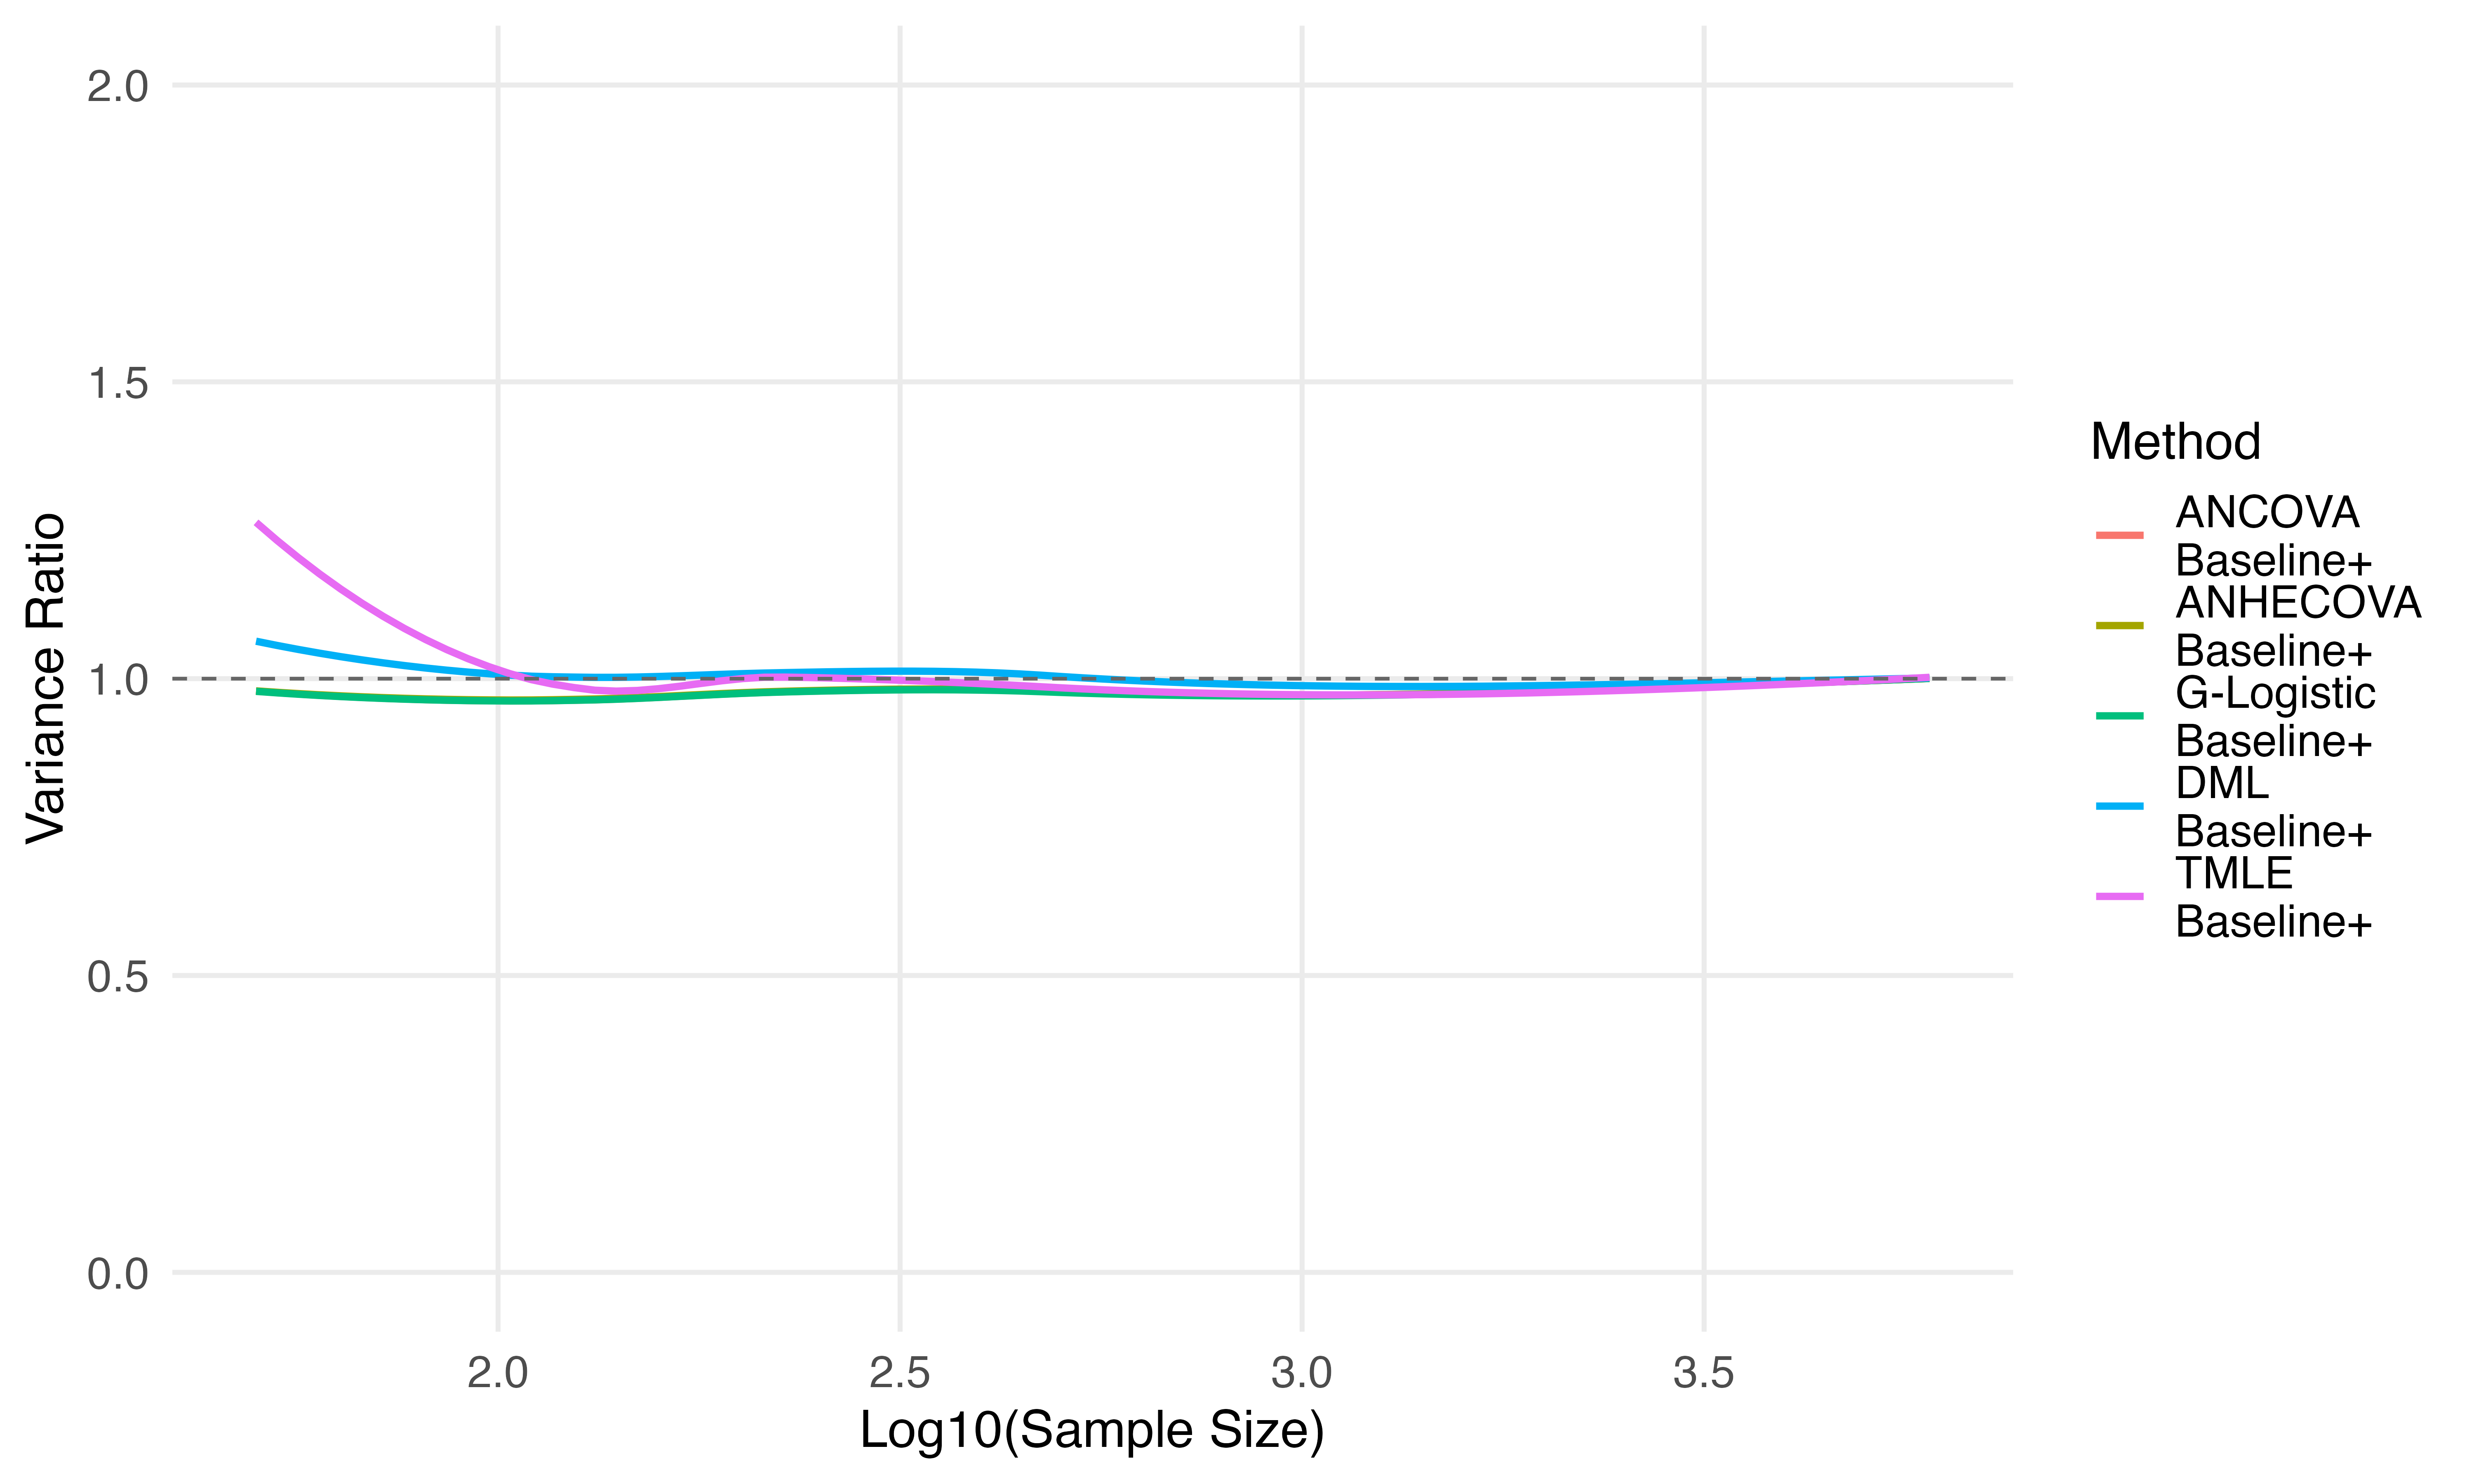 2.0
1.5
1.0
0.5
0.0
Variance Ratio
2.0
2.5
3.0
3.5
Log10(Sample Size)
Method
ANCOVA
Baseline+
ANHECOVA
Baseline+
G-Logistic
Baseline+
DML
Baseline+
TMLE
Baseline+